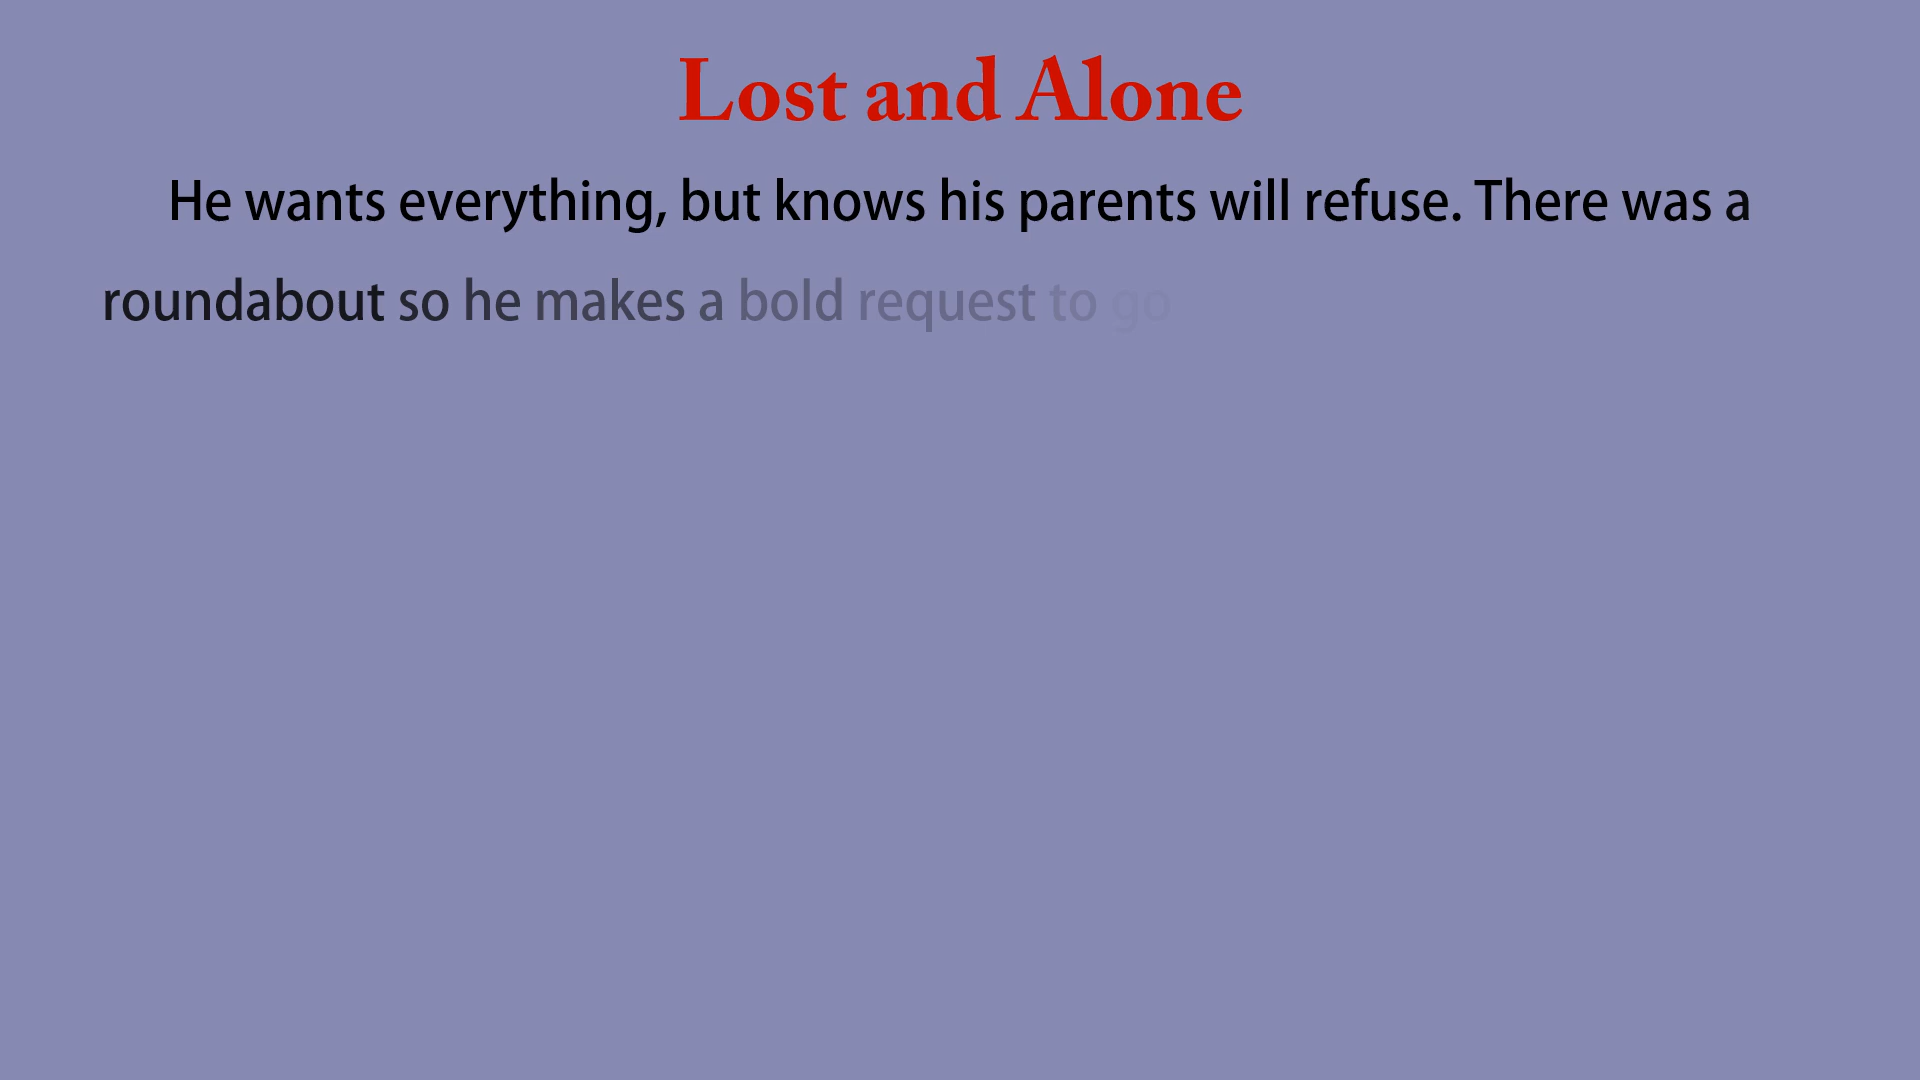 Lost and Alone
He wants everything, but knows his parents will refuse. There was a
roundabout so he makes a bold request to go